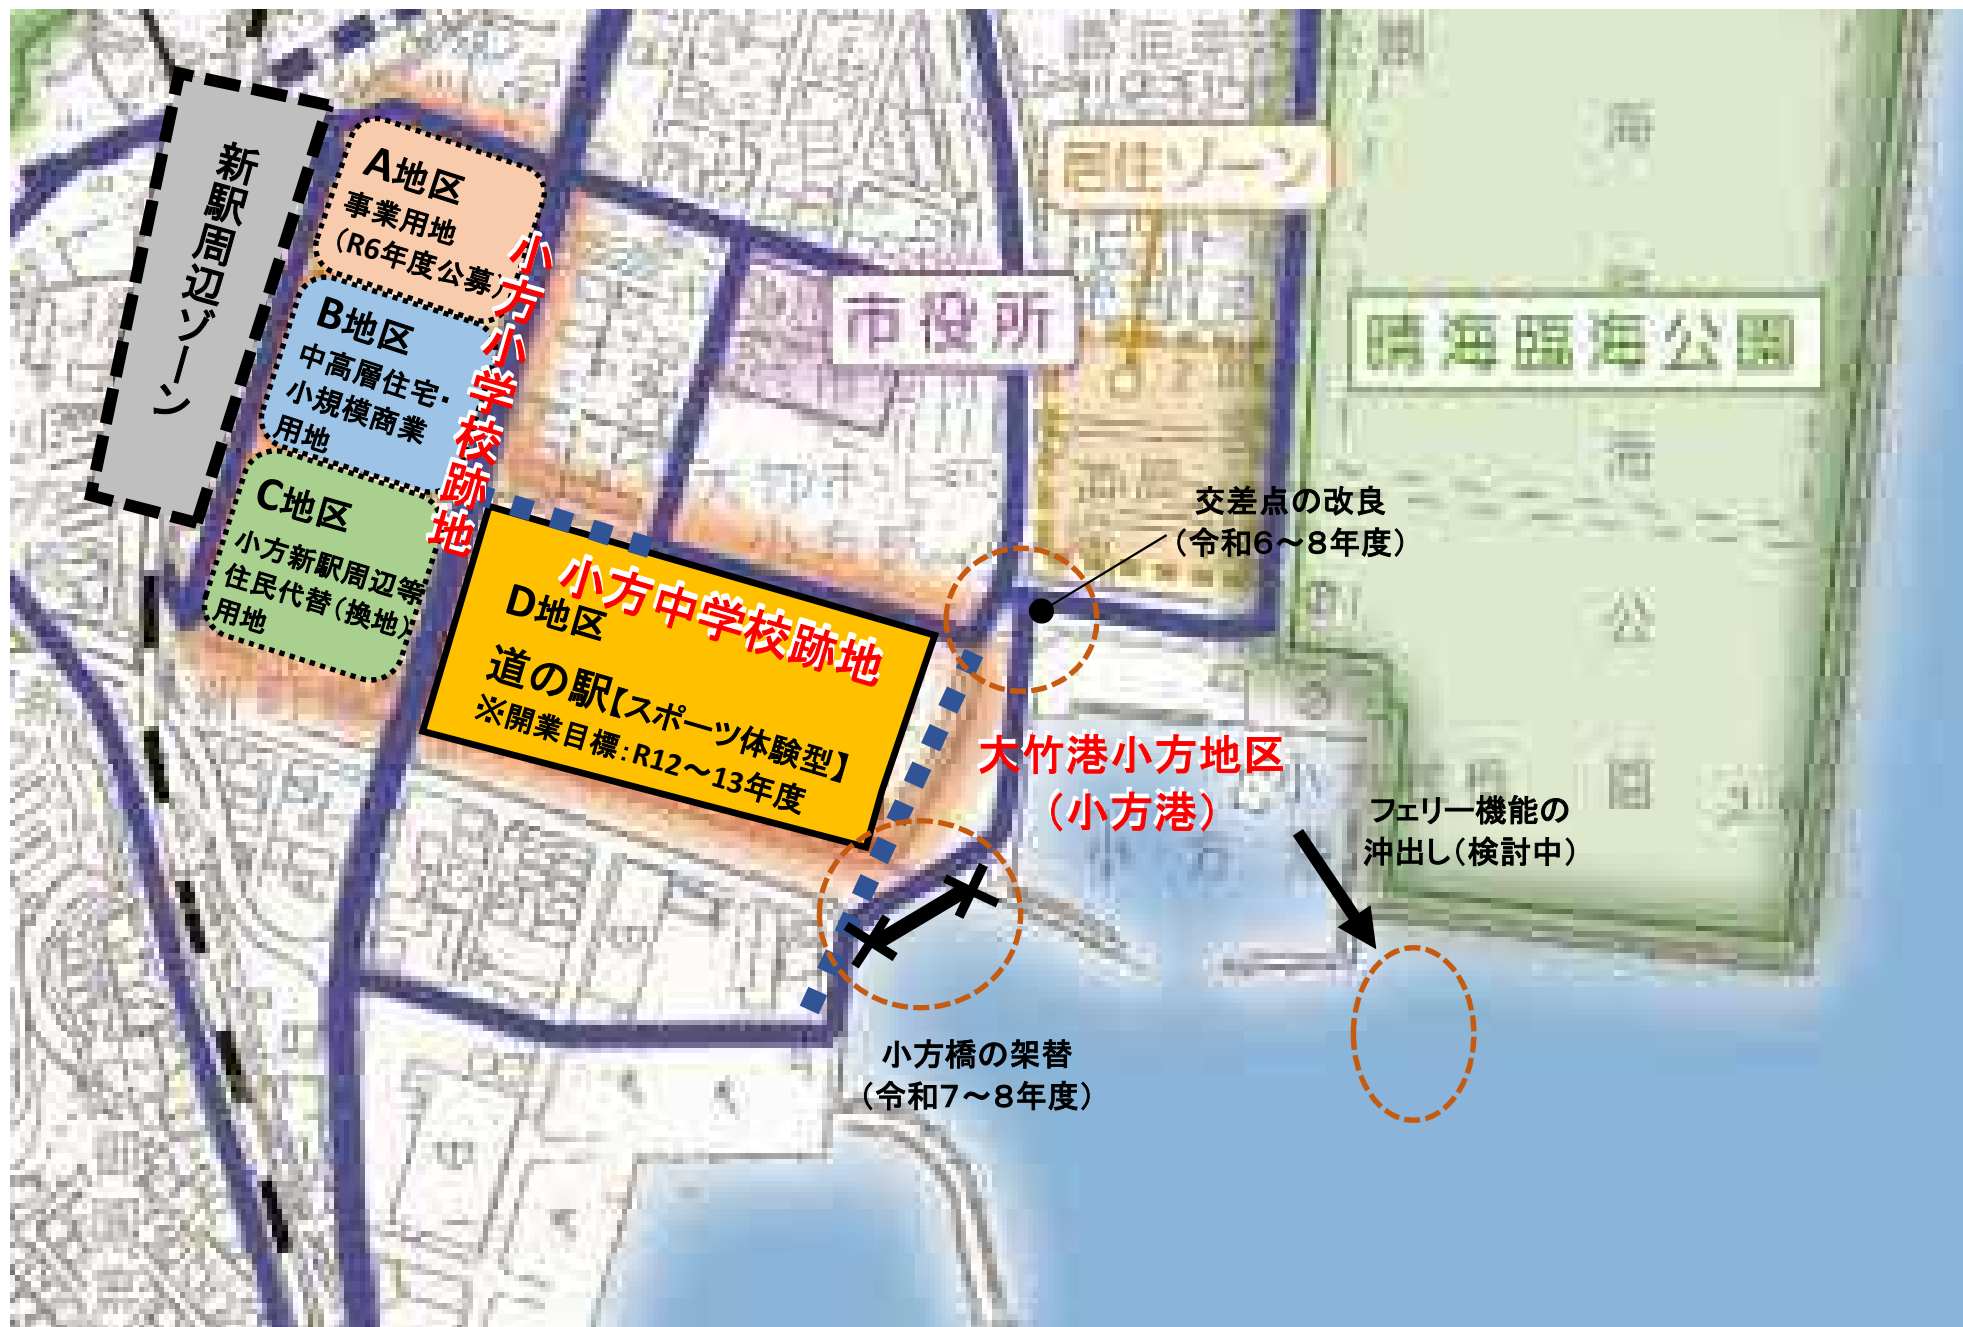 新駅周辺ゾーン
A地区
事業用地
（R6年度公募）
B地区
中高層住宅・
小規模商業
用地
C地区
小方新駅周辺等
住民代替（換地）
用地
小方小学校跡地
小方中学校跡地
D地区
道の駅【スポーツ体験型】
※開業目標：R12～13年度
市役所
居住ゾーン
晴海臨海公園
交差点の改良
（令和6～8年度）
大竹港小方地区
（小方港）
フェリー機能の
沖出し（検討中）
小方橋の架替
（令和7～8年度）